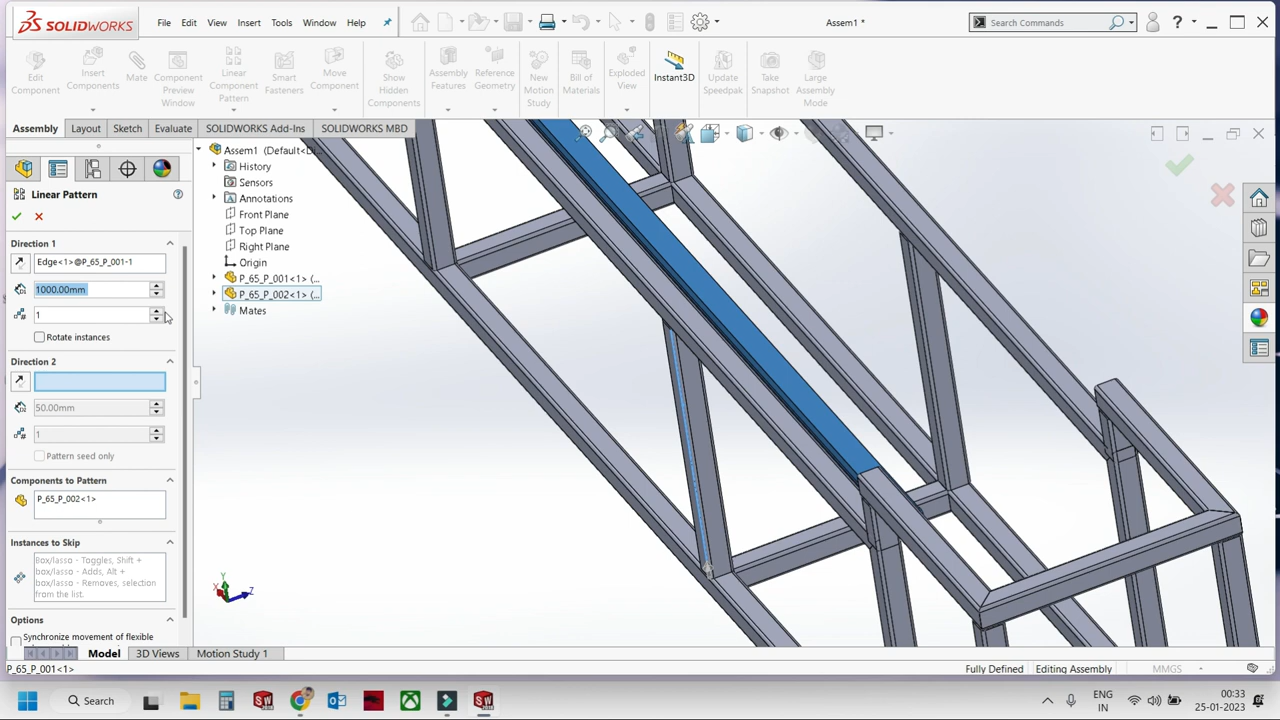 SOLIDWORKS
File
Edit
View
Insert
Tools
Window
Help
Assem1 *
Search Commands
Edit
Component
Insert
Components
Mate
Component
Preview
Window
Linear
Component
Pattern
Smart
Fasteners
Move
Component
Show
Hidden
Components
Assembly
Features
Reference
Geometry
New
Motion
Study
Bill of
Materials
Exploded
View
Instant3D
Update
Speedpak
Take
Snapshot
Large
Assembly
Mode
Assembly
Layout
Sketch
Evaluate
SOLIDWORKS Add-Ins
SOLIDWORKS MBD
Linear Pattern
Direction 1
Edge<1>@P_65_P_001-1
1000.00mm
1
Rotate instances
Direction 2
50.00mm
1
Pattern seed only
Components to Pattern
P_65_P_002<1>
Instances to Skip
Box/lasso - Toggles, Shift +
box/lasso - Adds, Alt +
box/lasso - Removes, selection
from the list.
Options
Synchronize movement of flexible
Assem1 (Default<D
History
Sensors
Annotations
Front Plane
Top Plane
Right Plane
Origin
P_65_P_001<1> (...
P_65_P_002<1> (...
Mates
Y
X
Z
Model
3D Views
Motion Study 1
P_65_P_001<1>
Fully Defined
Editing Assembly
MMGS
Search
ENG
IN
00:33
25-01-2023